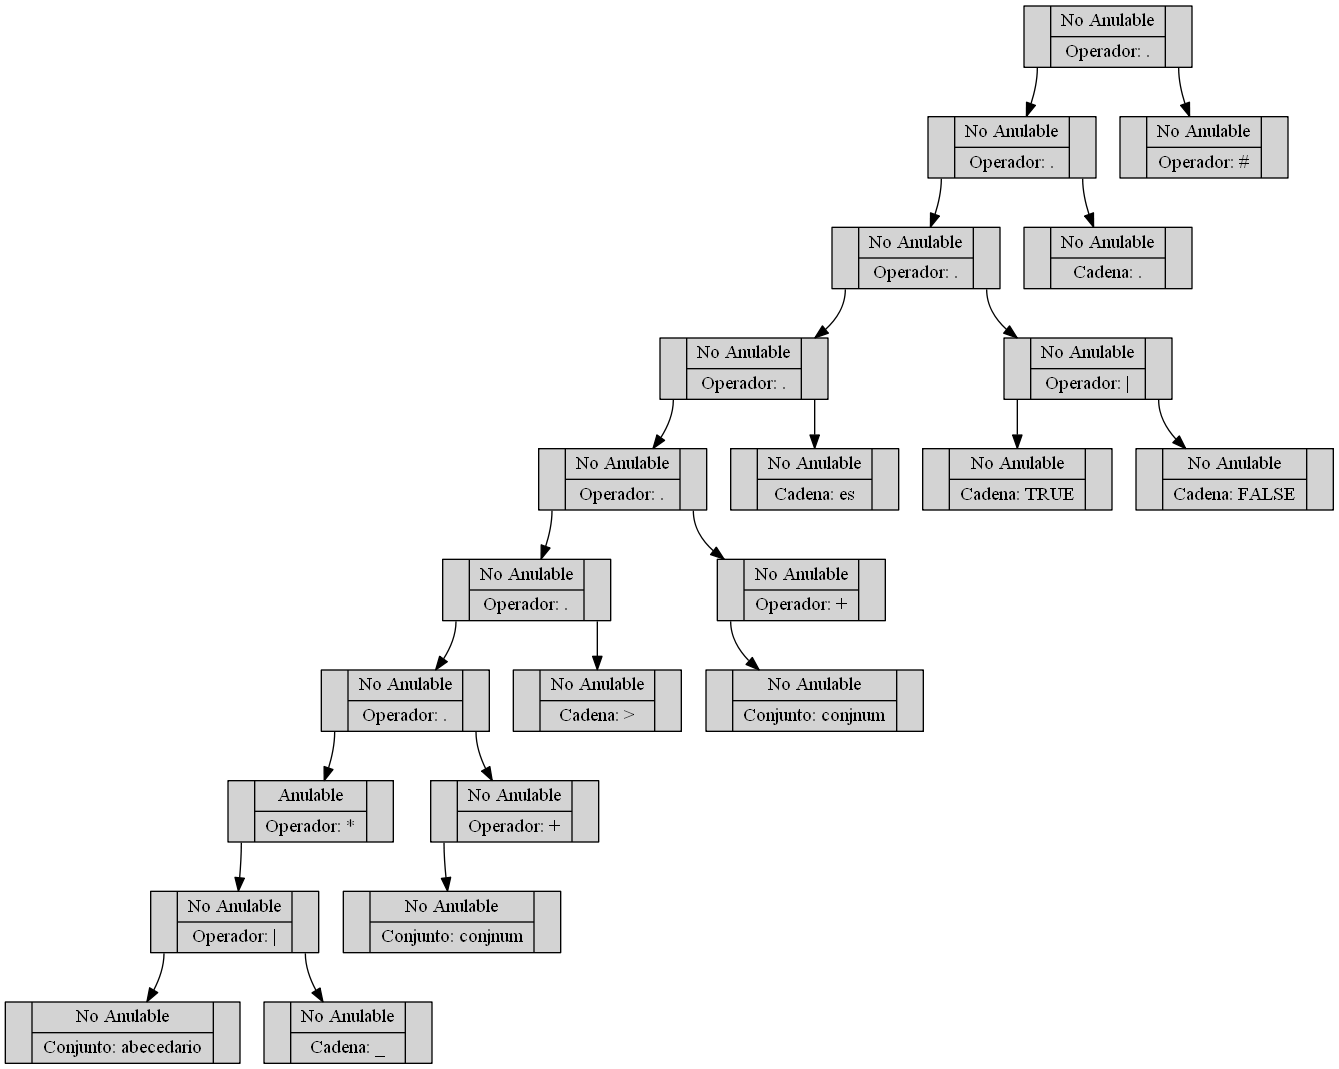 No Anulable
Operador: .
No Anulable
Operador: .
No Anulable
Operador: #
No Anulable
Operador: .
No Anulable
Cadena: .
No Anulable
Operador: .
No Anulable
Operador: |
No Anulable
Operador: .
No Anulable
Cadena: es
No Anulable
Cadena: TRUE
No Anulable
Cadena: FALSE
No Anulable
Operador: .
No Anulable
Operador: +
No Anulable
Operador: .
No Anulable
Cadena: >
No Anulable
Conjunto: conjnum
Anulable
Operador: *
No Anulable
Operador: +
No Anulable
Operador: |
No Anulable
Conjunto: conjnum
No Anulable
Conjunto: abecedario
No Anulable
Cadena: _